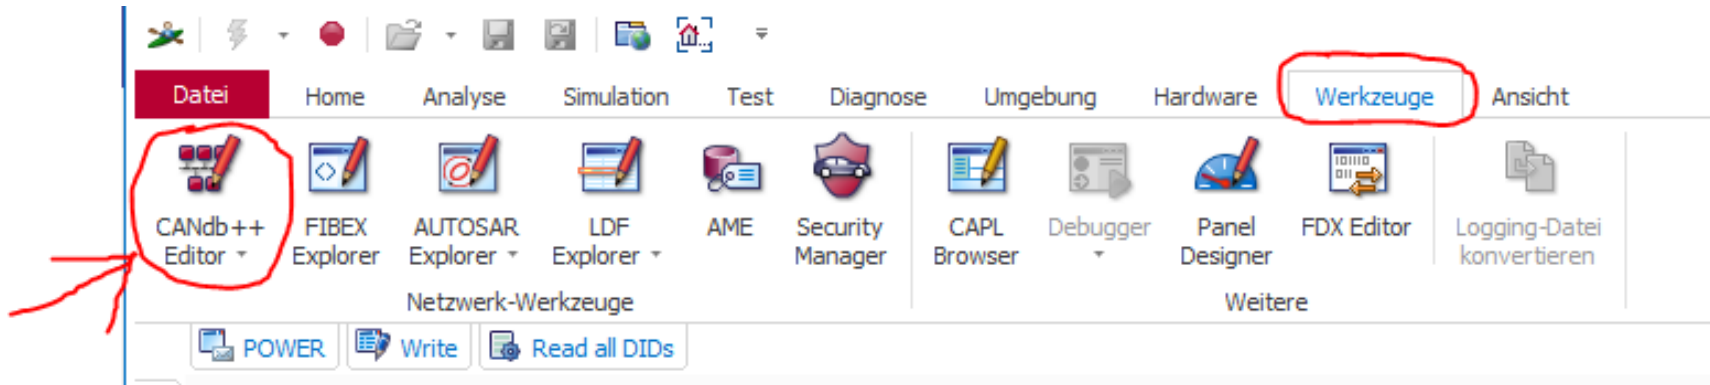 Datei Home Analyse Simulation Test Diagnose Umgebung Hardware Werkzeuge Ansicht
CANdb++ FIBEX AUTOSAR LDF AME Security CAPL Debugger Panel FDX Editor Logging-Datei
Editor Explorer Explorer Explorer Manager Browser Designer konvertieren
Netzwerk-Werkzeuge Weitere
POWER Write Read all DIDs